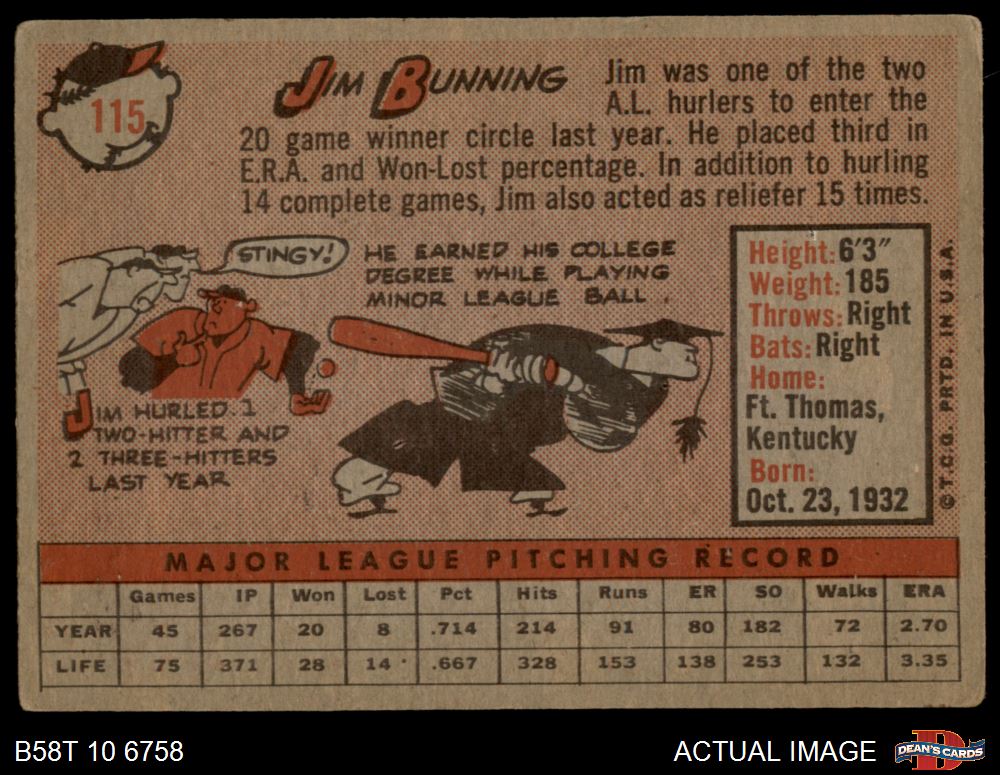 115
JIM BUNNING
Jim was one of the two
A.L. hurlers to enter the
20 game winner circle last year. He placed third in
E.R.A. and Won-Lost percentage. In addition to hurling
14 complete games, Jim also acted as reliefer 15 times.
STINGY!
JIM HURLED 1
TWO-HITTER AND
2 THREE-HITTERS
LAST YEAR
HE EARNED HIS COLLEGE
DEGREE WHILE PLAYING
MINOR LEAGUE BALL.
Height: 6'3"
Weight: 185
Throws: Right
Bats: Right
Home:
Ft. Thomas,
Kentucky
Born:
Oct. 23, 1932
© T.C.G. PRTD. IN U.S.A.
MAJOR LEAGUE PITCHING RECORD
Games IP Won Lost Pct Hits Runs ER SO Walks ERA
YEAR 45 267 20 8 .714 214 91 80 182 72 2.70
LIFE 75 371 28 14 .667 328 153 138 253 132 3.35
B58T 10 6758
ACTUAL IMAGE
D
DEAN'S CARDS